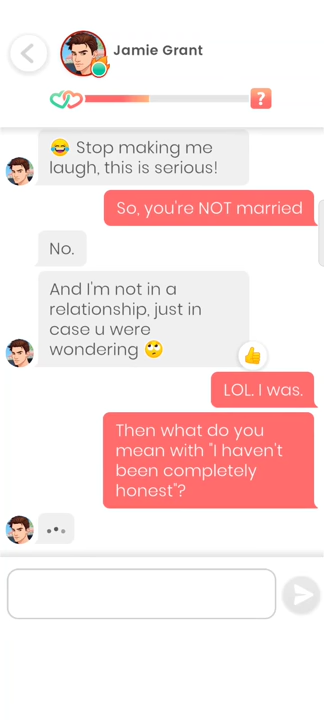 Jamie Grant
?
😂 Stop making me
laugh, this is serious!
So, you're NOT married
No.
And I'm not in a
relationship, just in
case u were
wondering 🙄
LOL. I was.
Then what do you
mean with "I haven't
been completely
honest"?